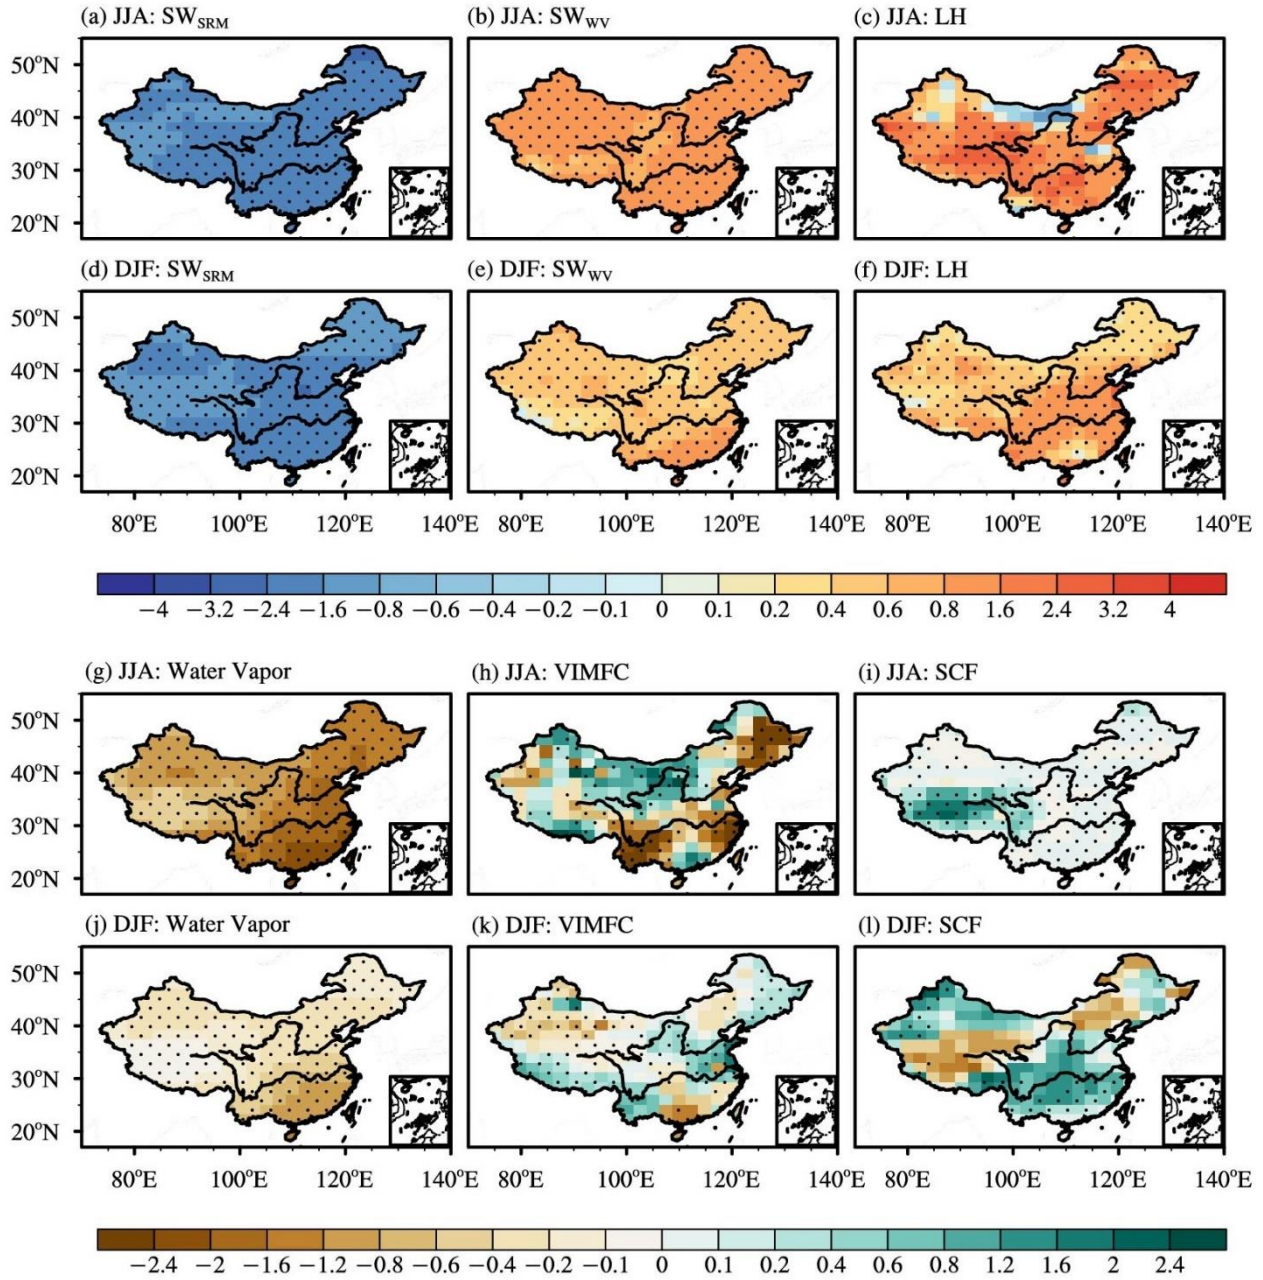 (a) JJA: SW_SRM (b) JJA: SW_WV (c) JJA: LH
50°N
40°N
30°N
20°N
(d) DJF: SW_SRM (e) DJF: SW_WV (f) DJF: LH
50°N
40°N
30°N
20°N
80°E 100°E 120°E 140°E 80°E 100°E 120°E 140°E 80°E 100°E 120°E 140°E
−4 −3.2 −2.4 −1.6 −0.8 −0.6 −0.4 −0.2 −0.1 0 0.1 0.2 0.4 0.6 0.8 1.6 2.4 3.2 4
(g) JJA: Water Vapor (h) JJA: VIMFC (i) JJA: SCF
50°N
40°N
30°N
20°N
(j) DJF: Water Vapor (k) DJF: VIMFC (l) DJF: SCF
50°N
40°N
30°N
20°N
80°E 100°E 120°E 140°E 80°E 100°E 120°E 140°E 80°E 100°E 120°E 140°E
−2.4 −2 −1.6 −1.2 −0.8 −0.6 −0.4 −0.2 −0.1 0 0.1 0.2 0.4 0.6 0.8 1.2 1.6 2 2.4